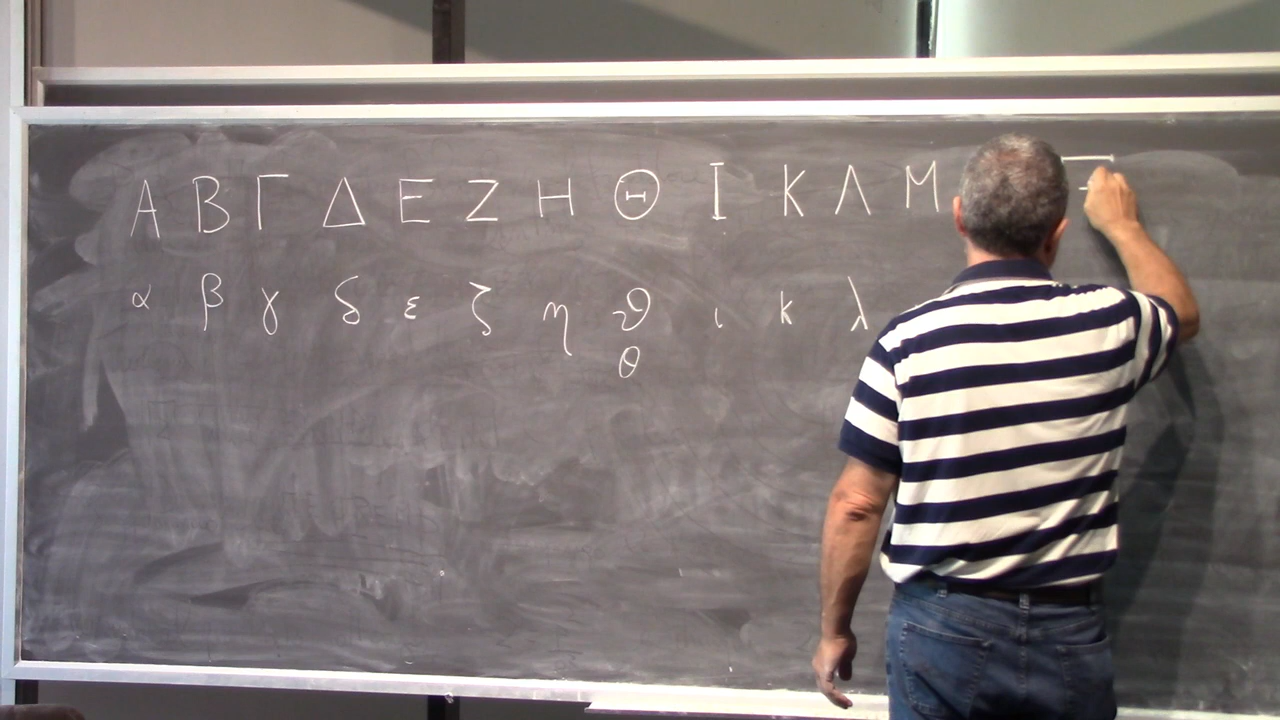 Α Β Γ Δ Ε Ζ Η Θ Ι Κ Λ Μ
α β γ δ ε ζ η ϑ ι κ λ
θ